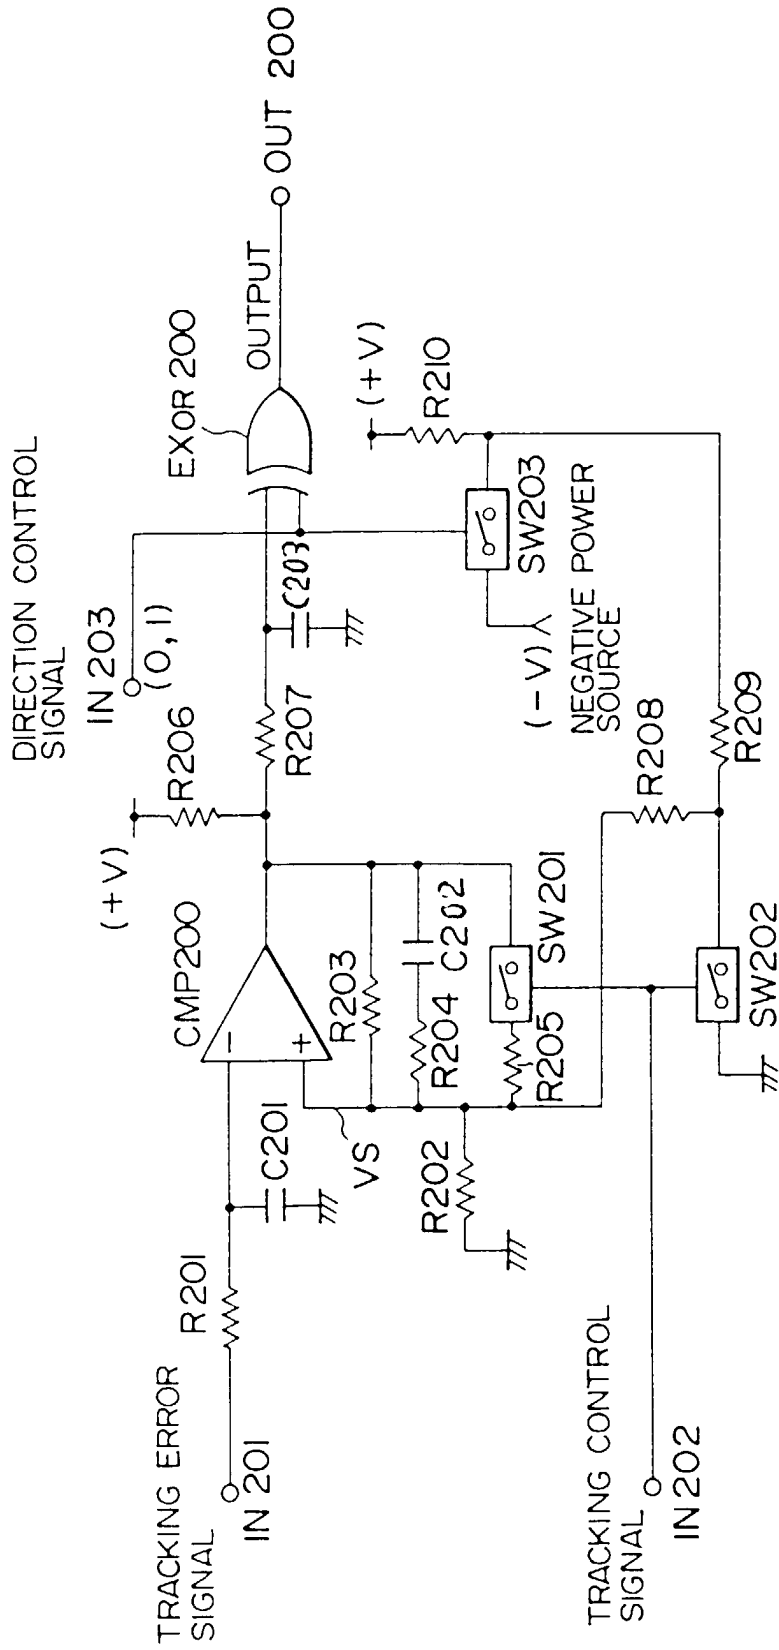 TRACKING ERROR
SIGNAL
IN 201
R201
C201
CMP200
−
+
VS
R202
R203
R204
C202
R205
SW201
(+V)
R206
R207
C203
DIRECTION CONTROL
SIGNAL
IN 203
(0, 1)
EXOR 200
OUTPUT
OUT 200
(+V)
R210
SW203
(−V)
NEGATIVE POWER
SOURCE
R208
R209
SW202
TRACKING CONTROL
SIGNAL
IN 202